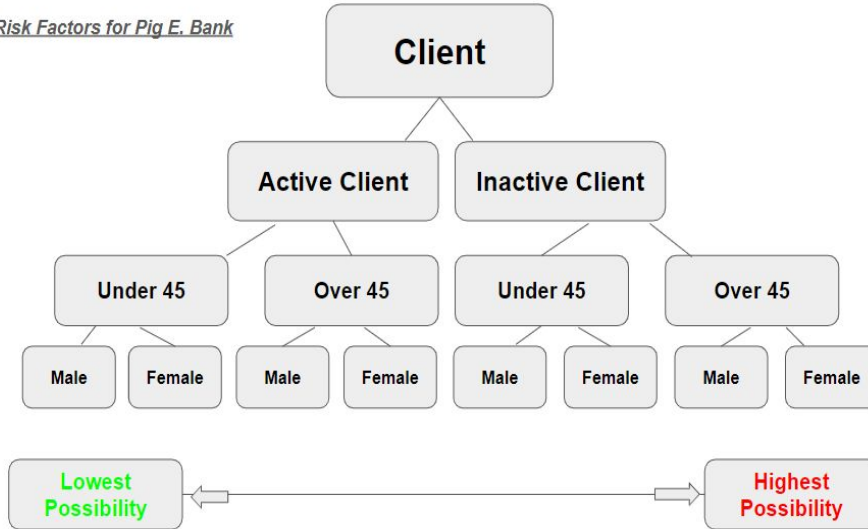 Risk Factors for Pig E. Bank
Client
Active Client
Inactive Client
Under 45
Over 45
Under 45
Over 45
Male
Female
Male
Female
Male
Female
Male
Female
Lowest
Possibility
Highest
Possibility